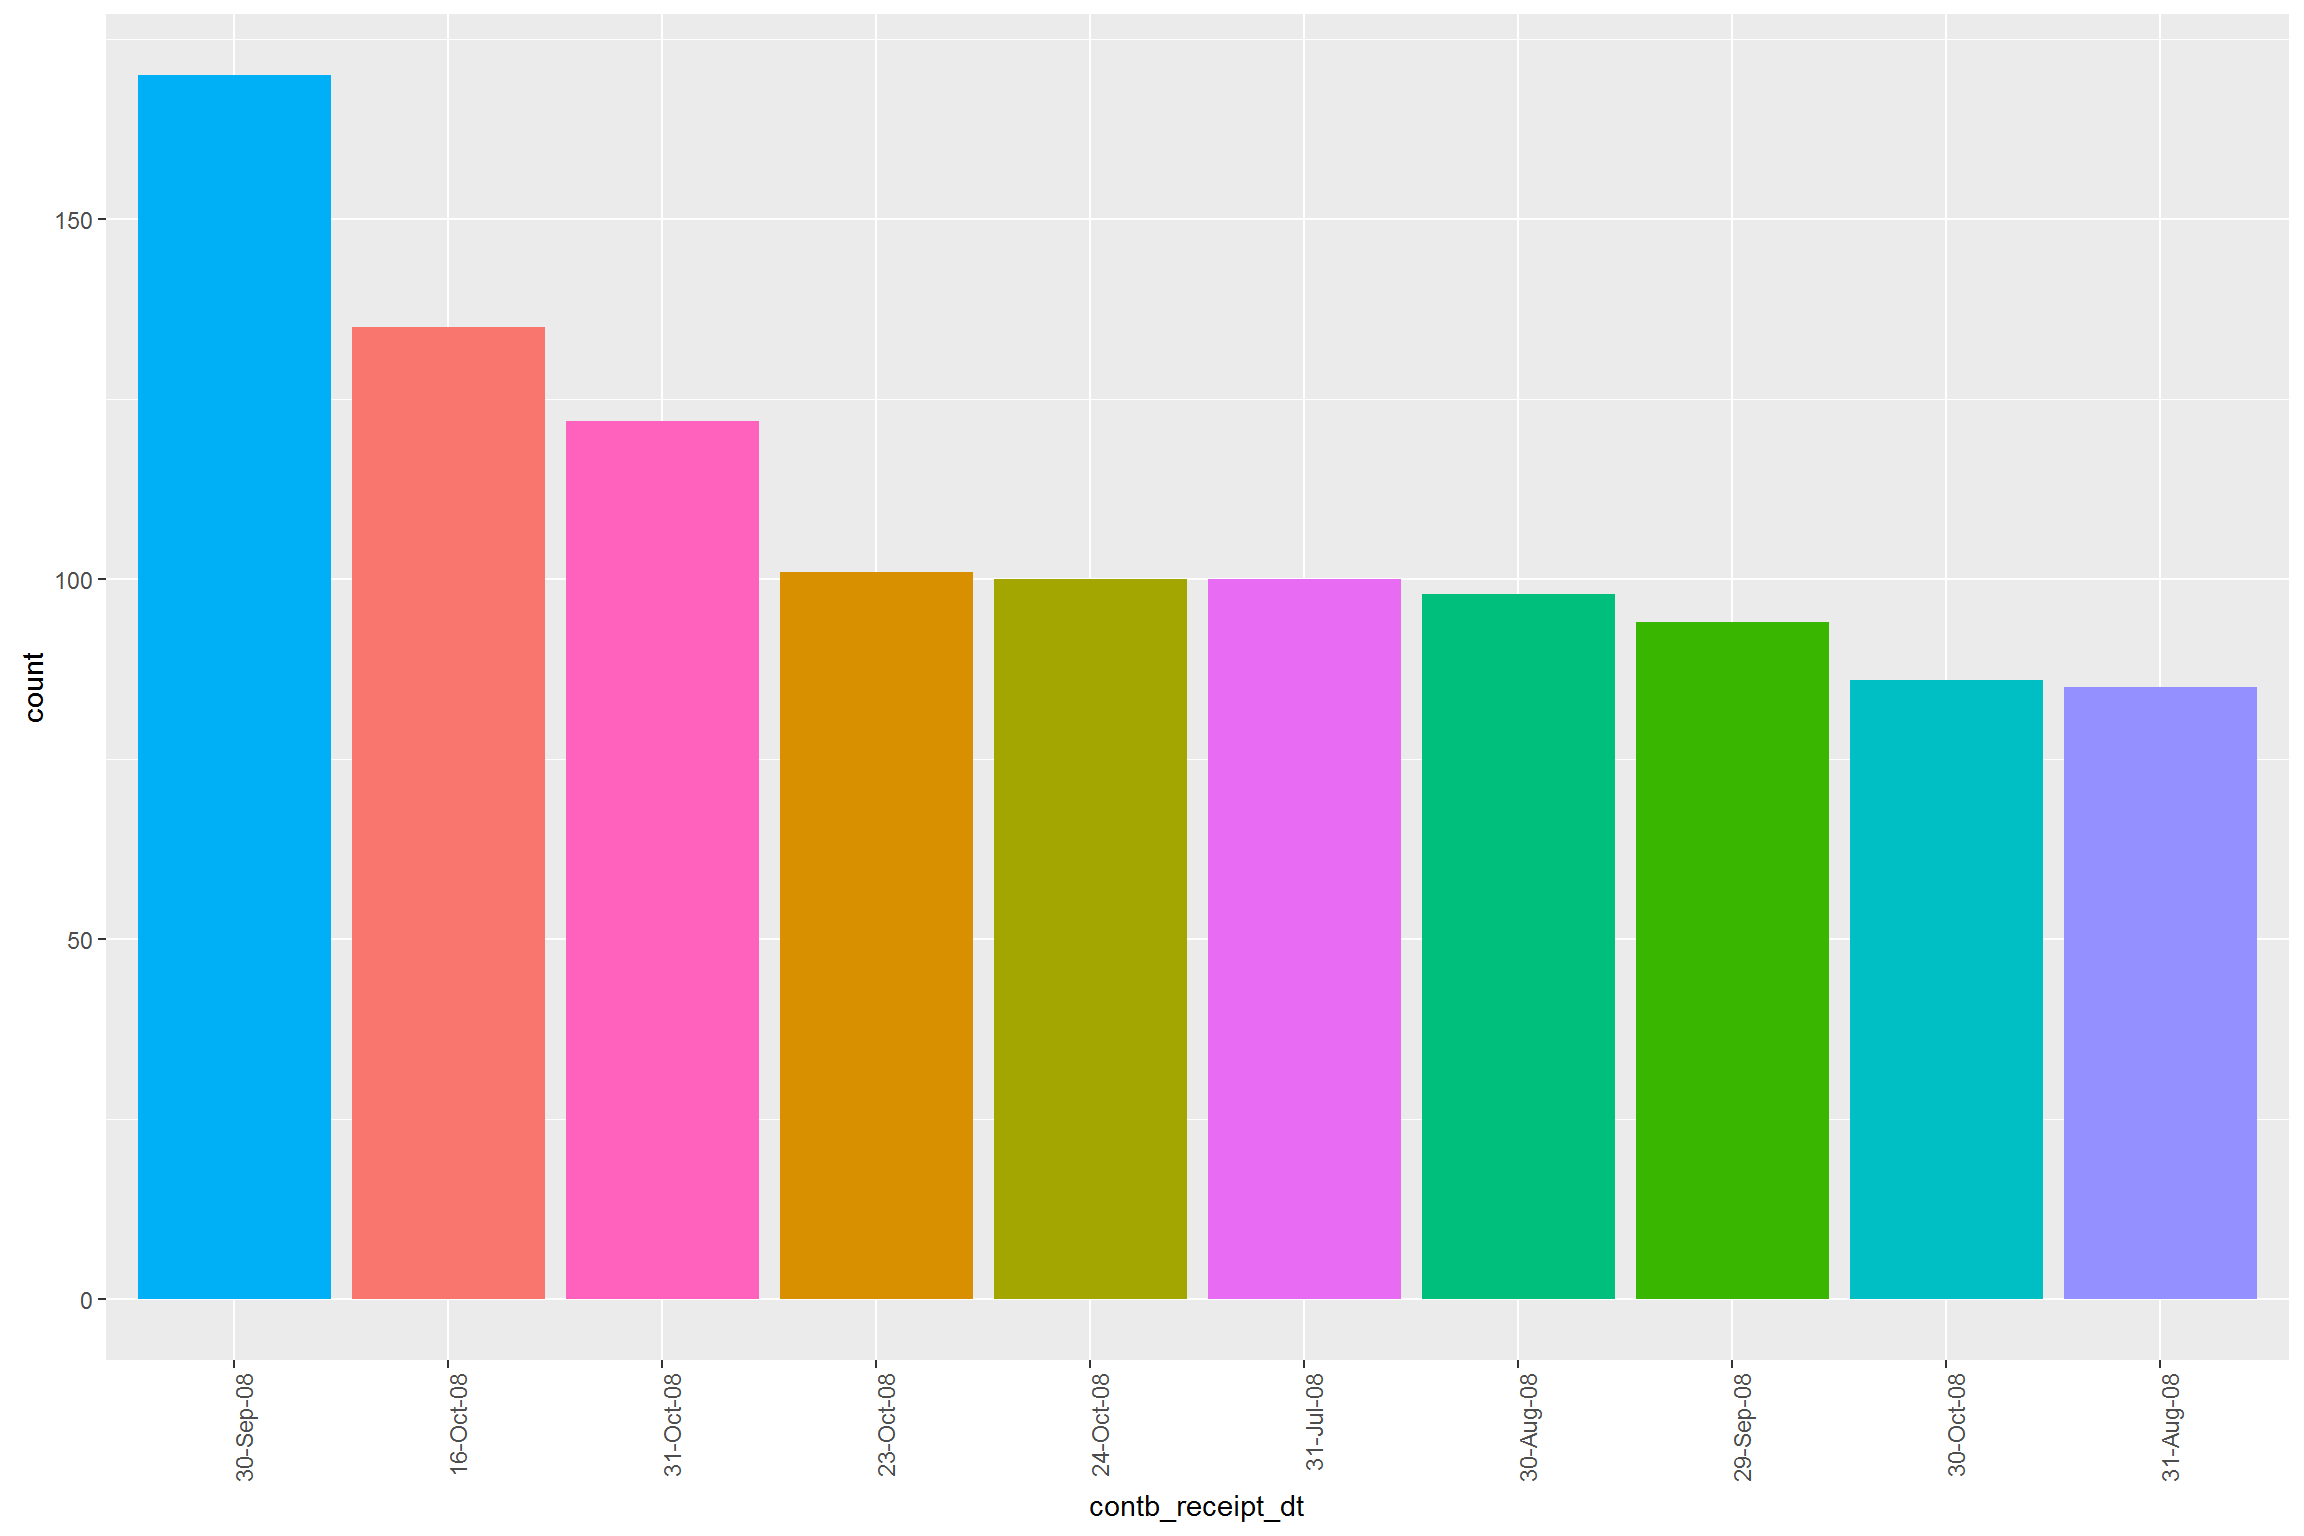 150
100
50
0
count
30-Sep-08
16-Oct-08
31-Oct-08
23-Oct-08
24-Oct-08
31-Jul-08
30-Aug-08
29-Sep-08
30-Oct-08
31-Aug-08
contb_receipt_dt